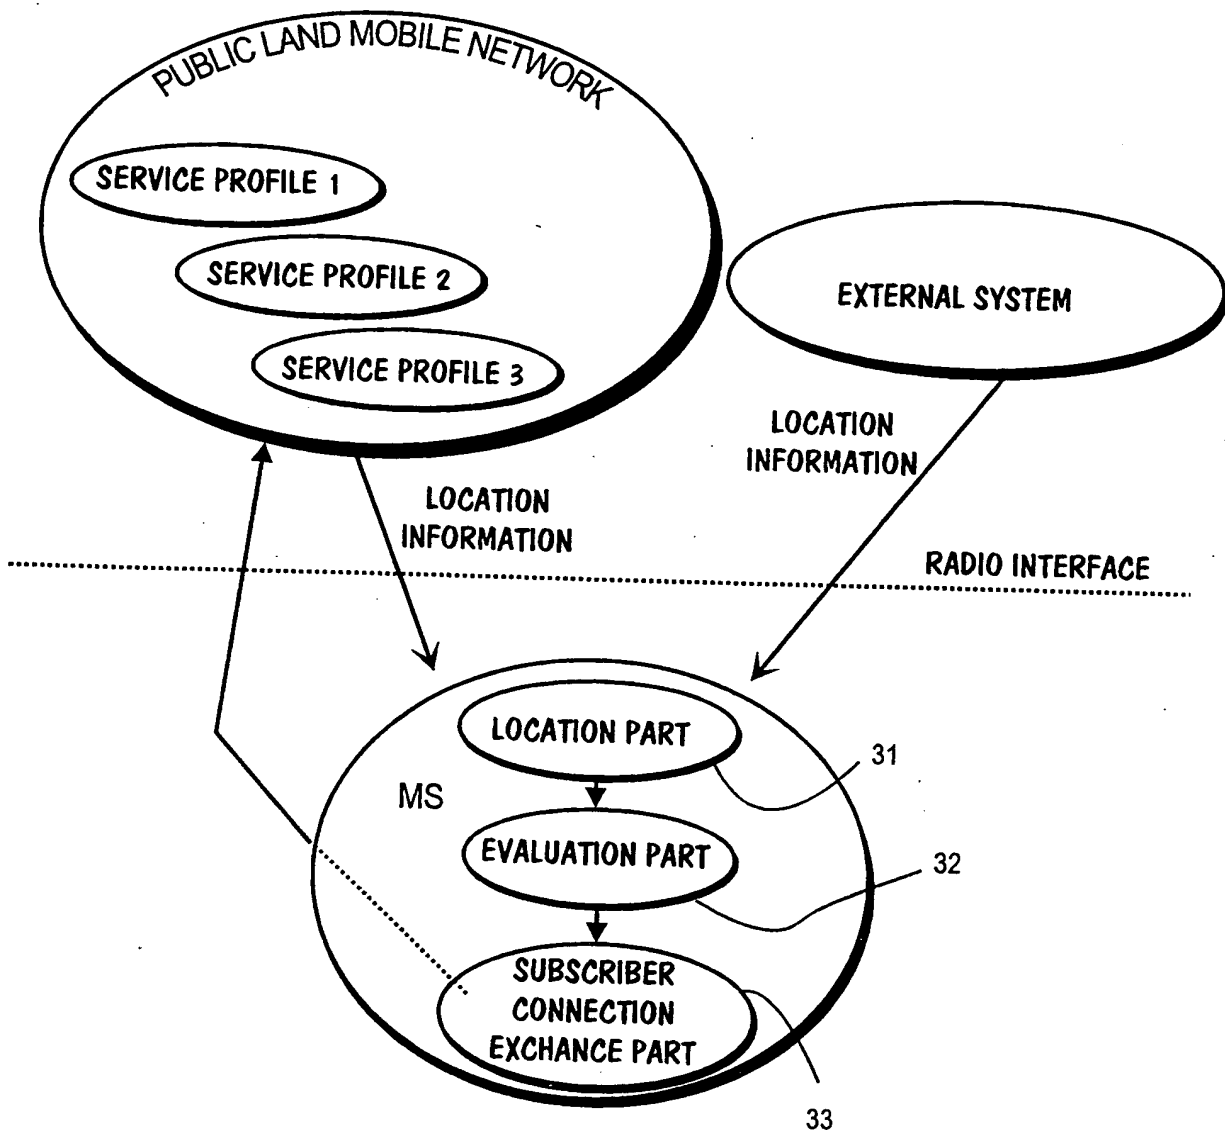 PUBLIC LAND MOBILE NETWORK
SERVICE PROFILE 1
SERVICE PROFILE 2
SERVICE PROFILE 3
EXTERNAL SYSTEM
LOCATION
INFORMATION
LOCATION
INFORMATION
RADIO INTERFACE
LOCATION PART
31
MS
EVALUATION PART
32
SUBSCRIBER
CONNECTION
EXCHANCE PART
33